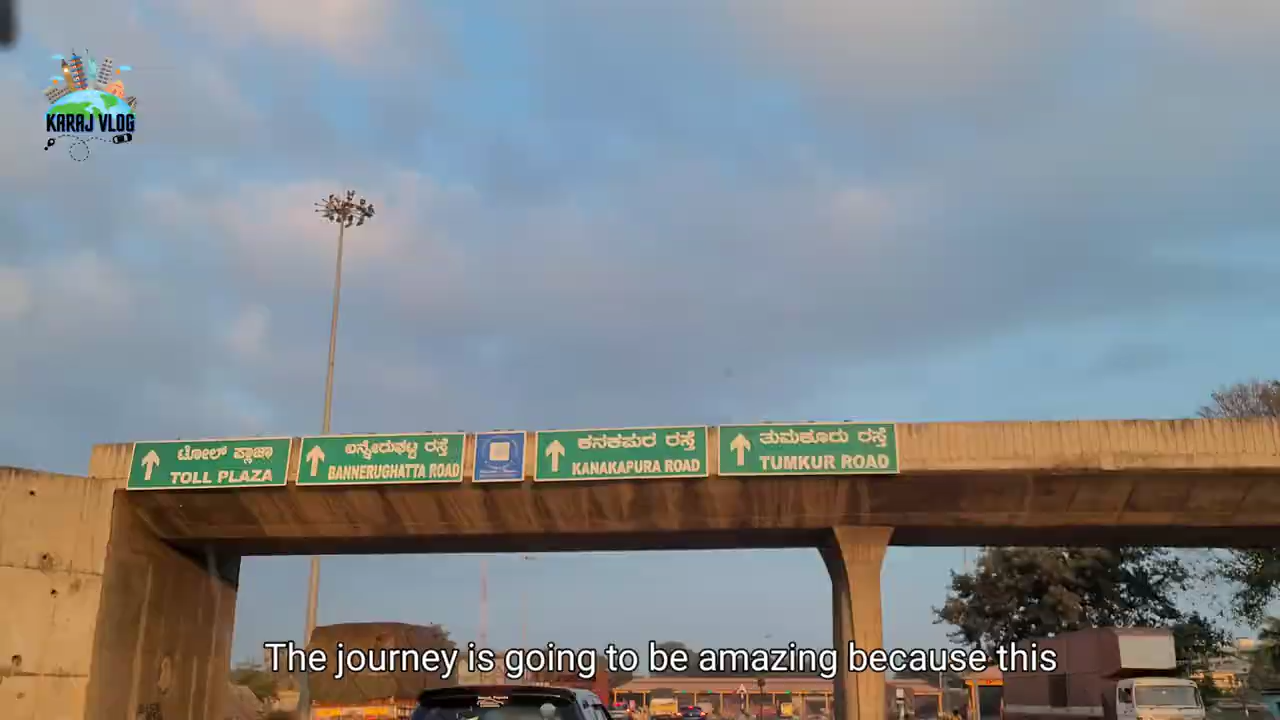 KARAJ VLOG
ಟೋಲ್ ಪ್ಲಾಜಾ
TOLL PLAZA
ಬನ್ನೇರುಘಟ್ಟ ರಸ್ತೆ
BANNERUGHATTA ROAD
ಕನಕಪುರ ರಸ್ತೆ
KANAKAPURA ROAD
ತುಮಕೂರು ರಸ್ತೆ
TUMKUR ROAD
The journey is going to be amazing because this